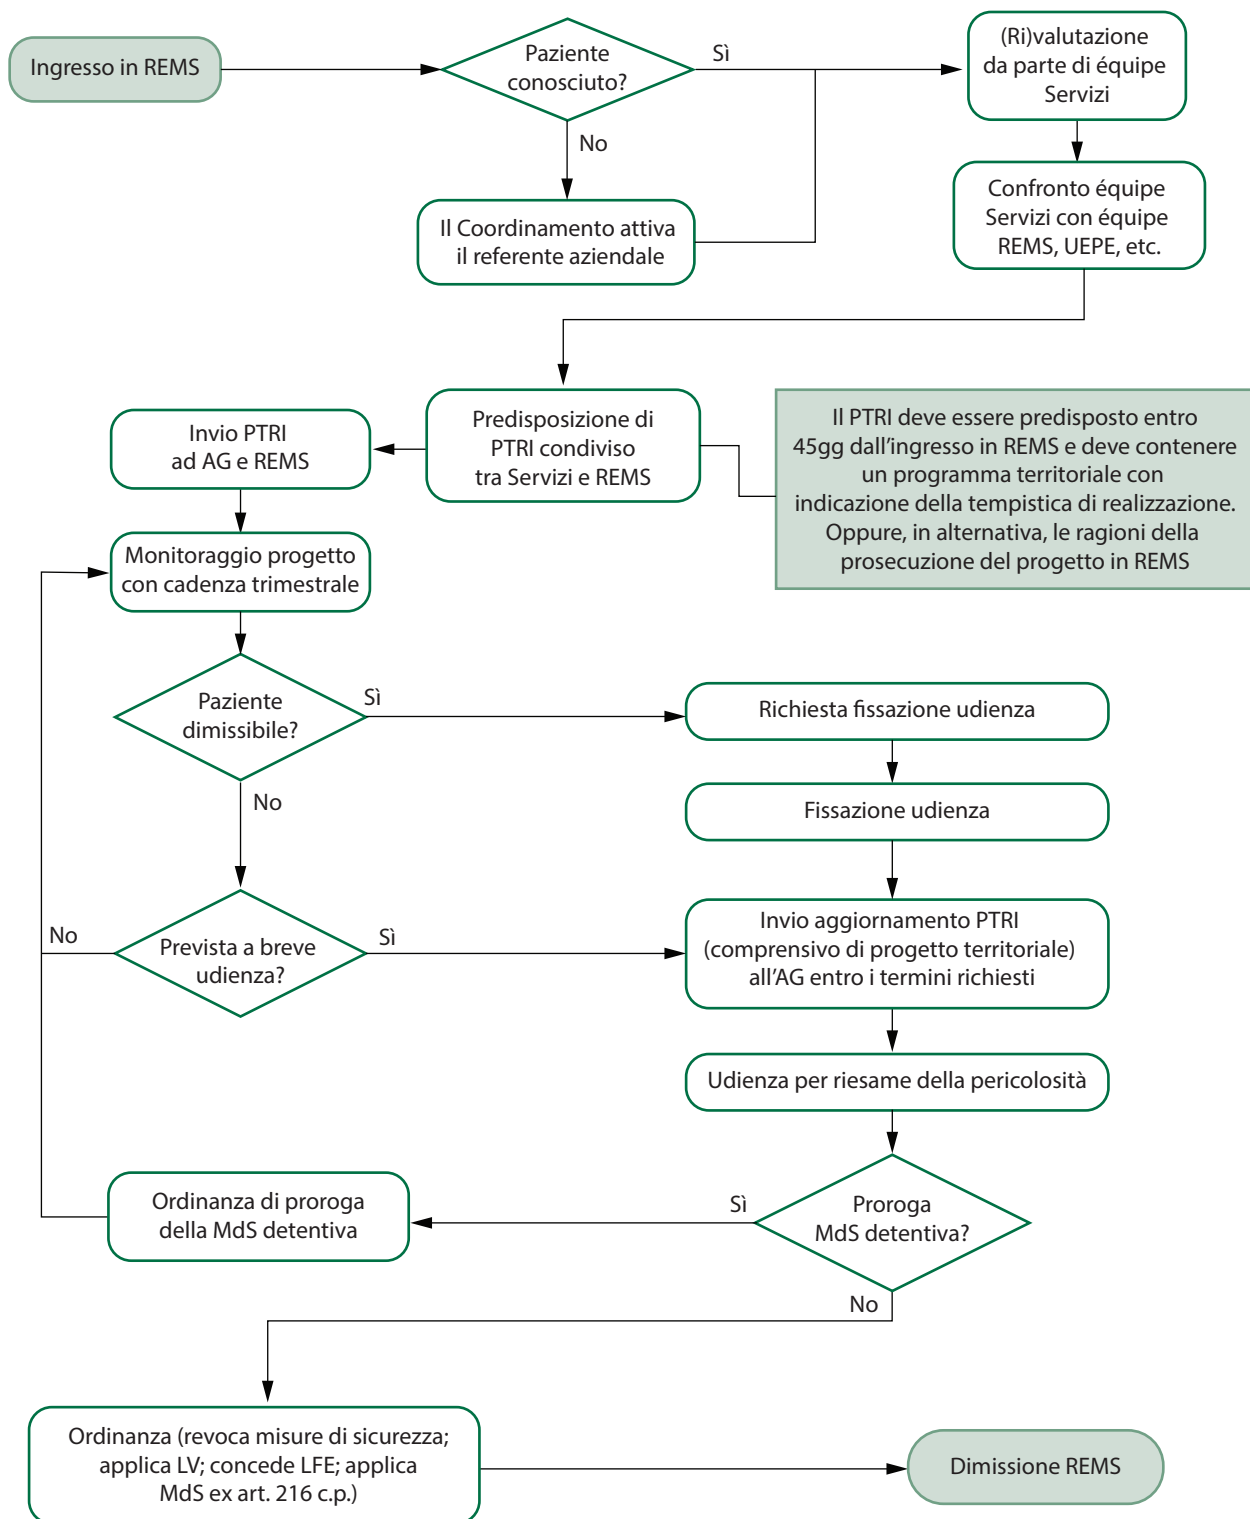 Ingresso in REMS
Paziente
conosciuto?
Sì
(Ri)valutazione
da parte di équipe
Servizi
No
Il Coordinamento attiva
il referente aziendale
Confronto équipe
Servizi con équipe
REMS, UEPE, etc.
Predisposizione di
PTRI condiviso
tra Servizi e REMS
Il PTRI deve essere predisposto entro
45gg dall'ingresso in REMS e deve contenere
un programma territoriale con
indicazione della tempistica di realizzazione.
Oppure, in alternativa, le ragioni della
prosecuzione del progetto in REMS
Invio PTRI
ad AG e REMS
Monitoraggio progetto
con cadenza trimestrale
Paziente
dimissibile?
Sì
Richiesta fissazione udienza
No
Fissazione udienza
Prevista a breve
udienza?
No
Sì
Invio aggiornamento PTRI
(comprensivo di progetto territoriale)
all'AG entro i termini richiesti
Udienza per riesame della pericolosità
Proroga
MdS detentiva?
Sì
Ordinanza di proroga
della MdS detentiva
No
Ordinanza (revoca misure di sicurezza;
applica LV; concede LFE; applica
MdS ex art. 216 c.p.)
Dimissione REMS